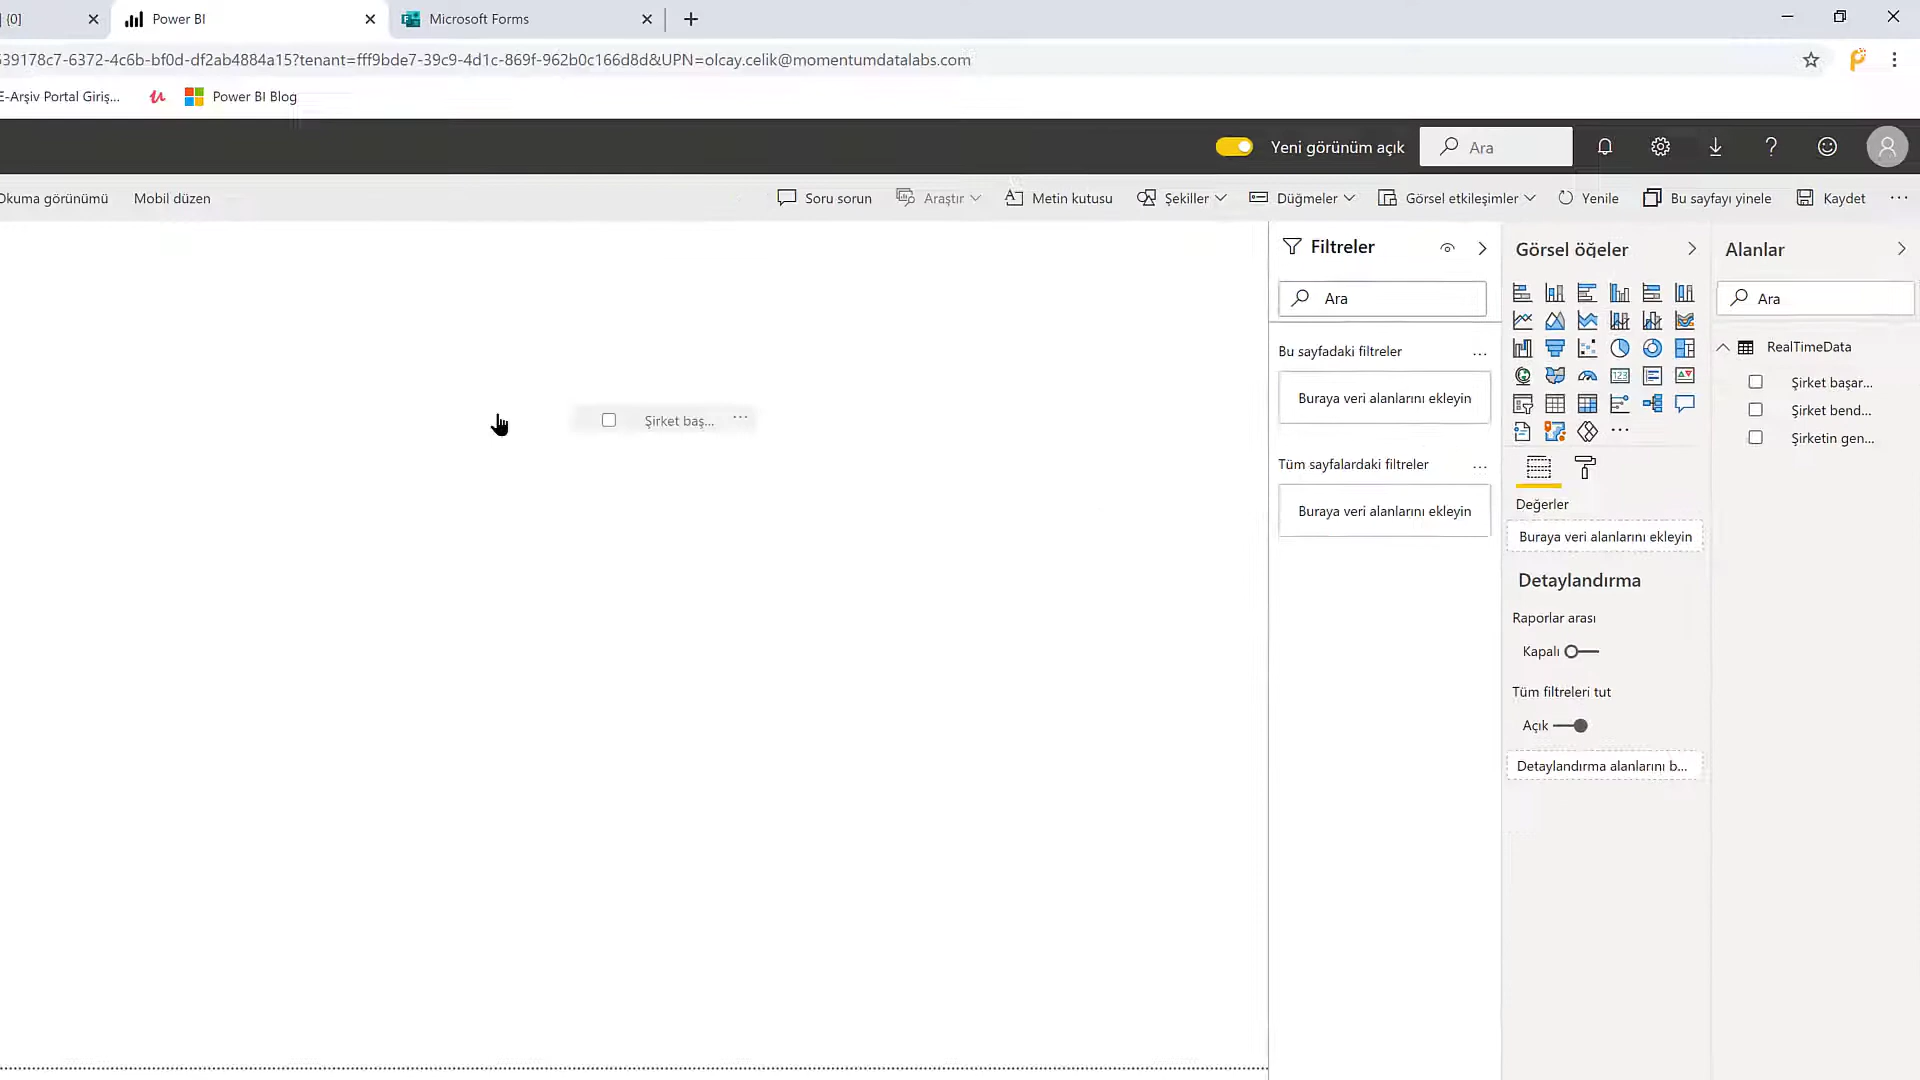 {0}
Power BI
Microsoft Forms
639178c7-6372-4c6b-bf0d-df2ab4884a15?tenant=fff9bde7-39c9-4d1c-869f-962b0c166d8d&UPN=olcay.celik@momentumdatalabs.com
E-Arşiv Portal Giriş...
Power BI Blog
Yeni görünüm açık
Ara
Okuma görünümü
Mobil düzen
Soru sorun
Araştır
Metin kutusu
Şekiller
Düğmeler
Görsel etkileşimler
Yenile
Bu sayfayı yinele
Kaydet
Filtreler
Ara
Bu sayfadaki filtreler
Buraya veri alanlarını ekleyin
Tüm sayfalardaki filtreler
Buraya veri alanlarını ekleyin
Görsel öğeler
Değerler
Buraya veri alanlarını ekleyin
Detaylandırma
Raporlar arası
Kapalı
Tüm filtreleri tut
Açık
Detaylandırma alanlarını b...
Alanlar
Ara
RealTimeData
Şirket başar...
Şirket bend...
Şirketin gen...
Şirket baş...